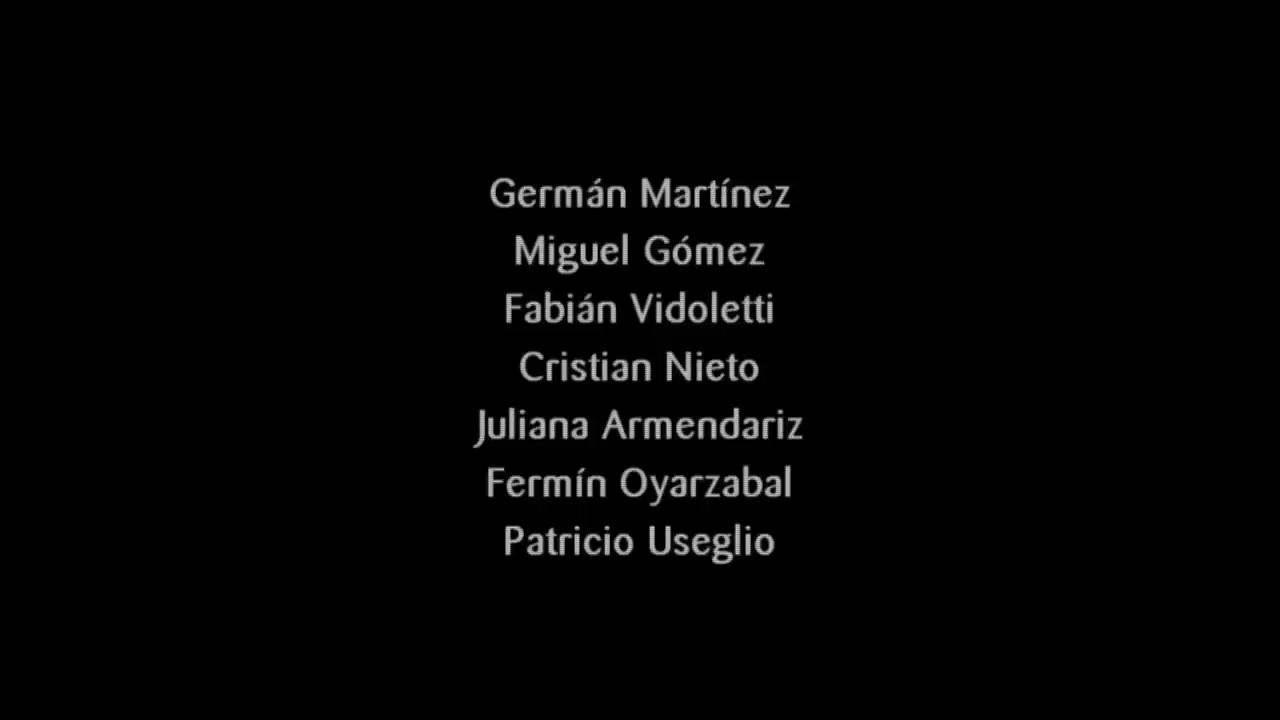 Germán Martínez
Miguel Gómez
Fabián Vidoletti
Cristian Nieto
Juliana Armendariz
Fermín Oyarzabal
Patricio Useglio